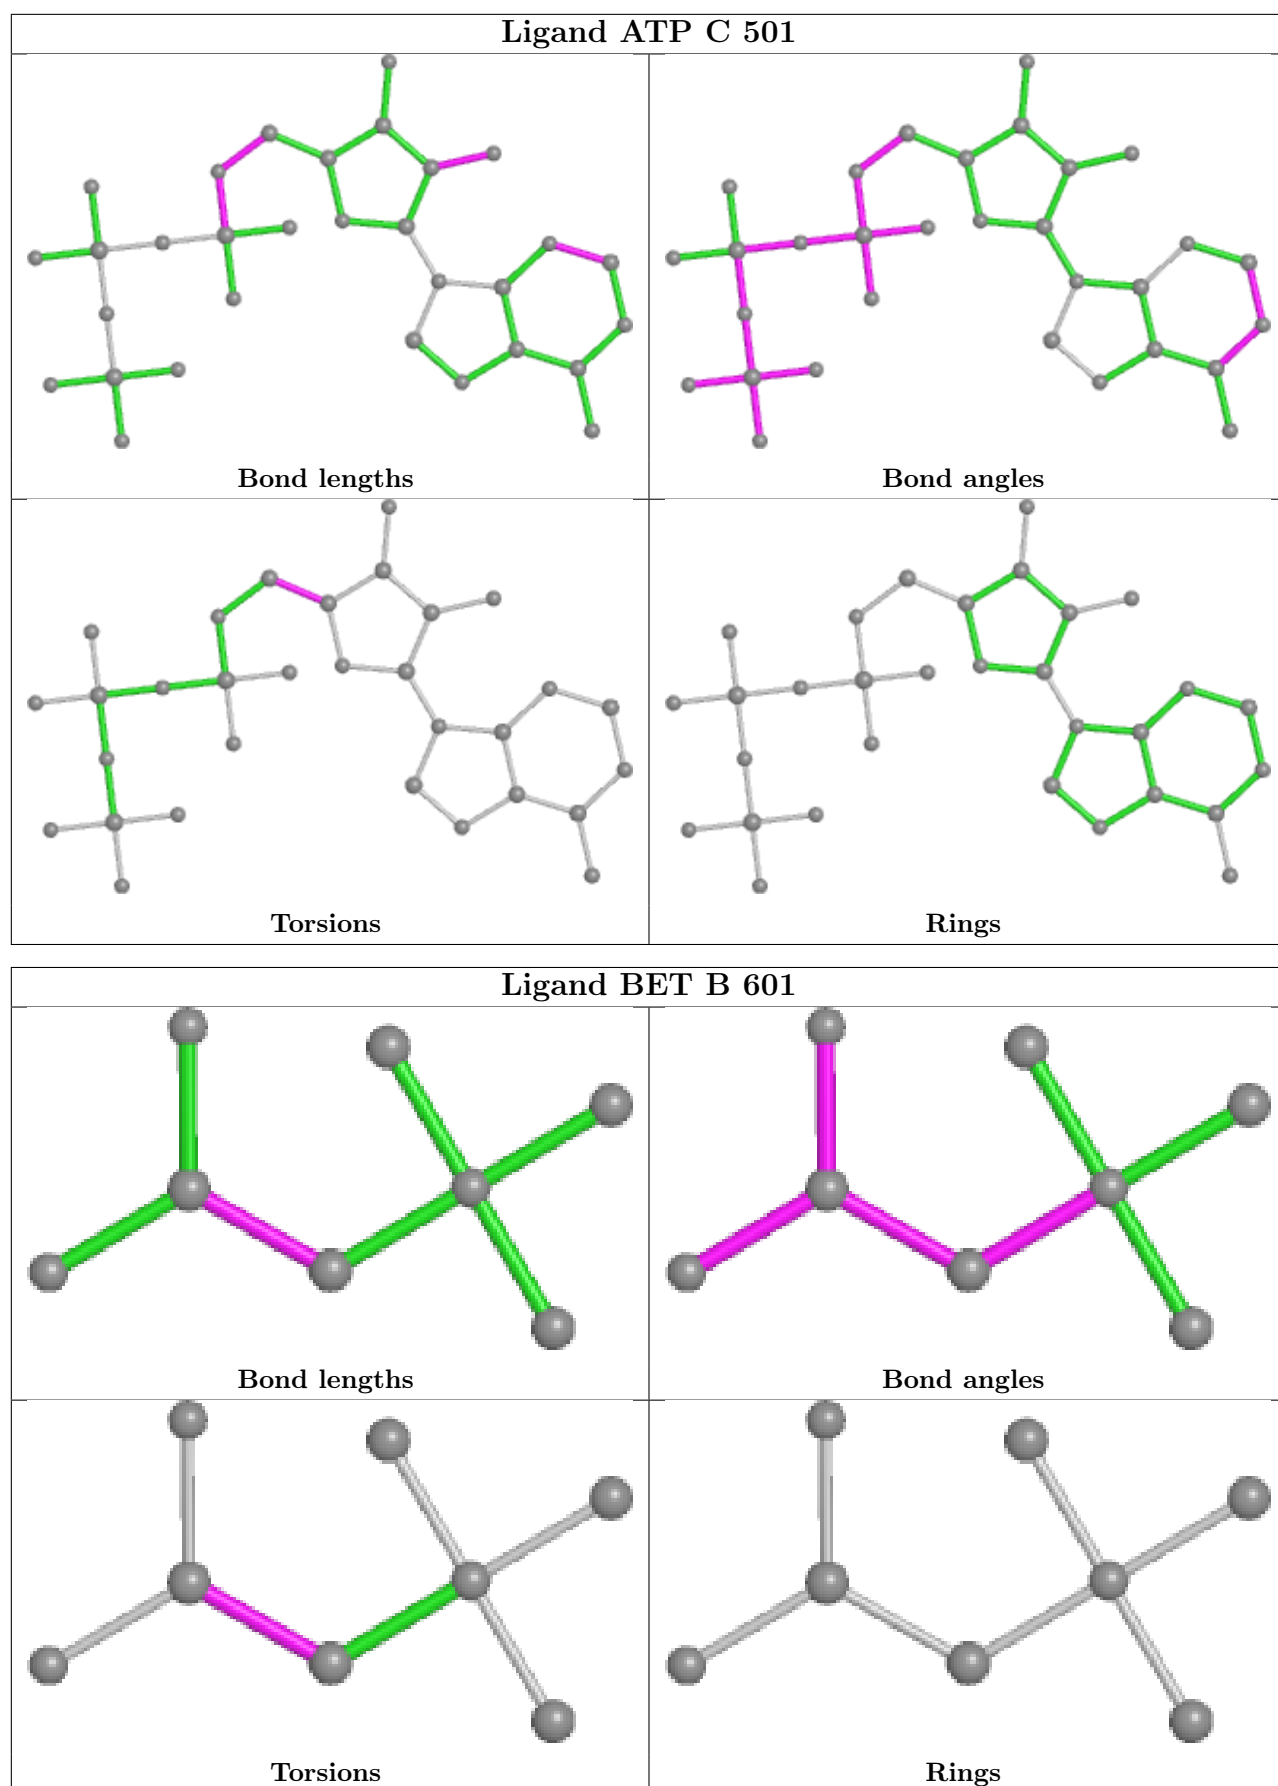 Ligand ATP C 501
Bond lengths
Bond angles
Torsions
Rings
Ligand BET B 601
Bond lengths
Bond angles
Torsions
Rings